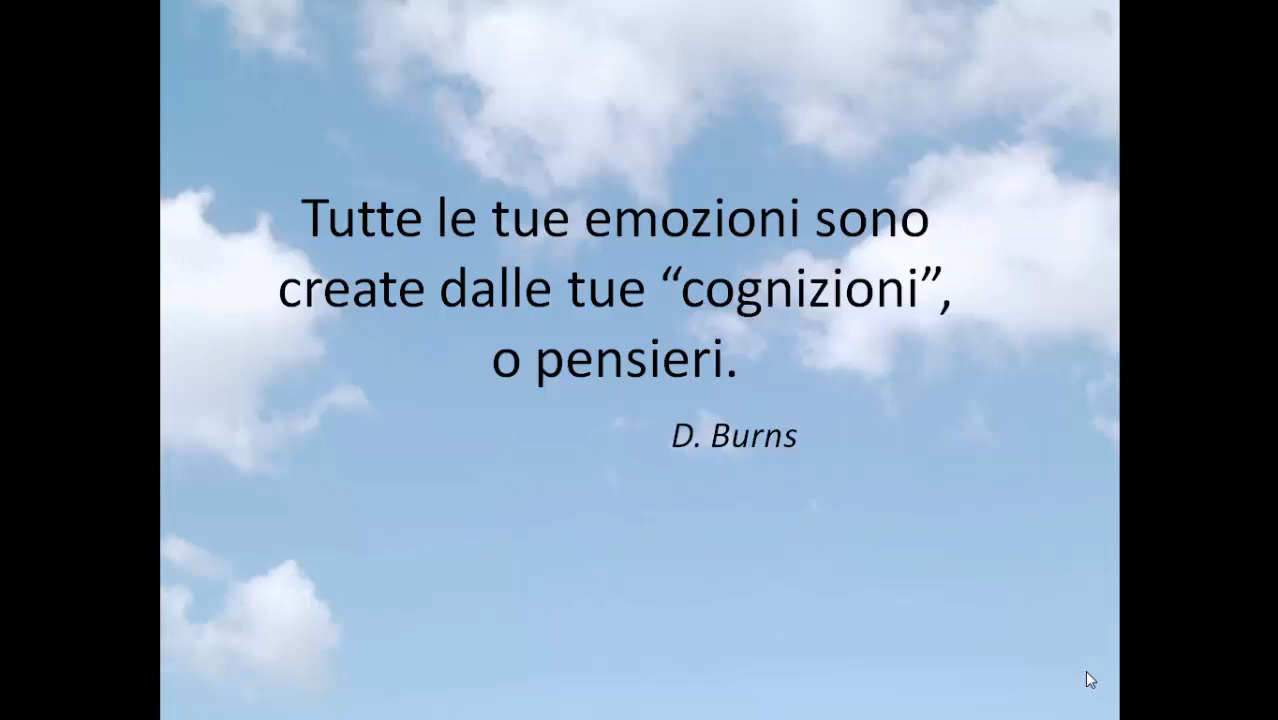 Tutte le tue emozioni sono
create dalle tue “cognizioni”,
o pensieri.
D. Burns